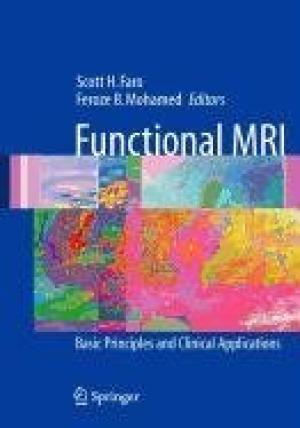 Scott H. Faro
Feroze B. Mohamed Editors
Functional MRI
Basic Principles and Clinical Applications
Springer